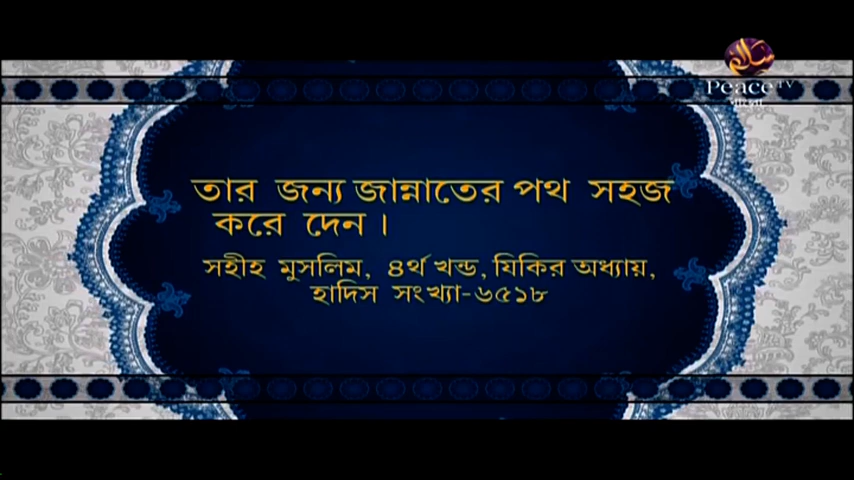 Peace TV
বাংলা
তার জন্য জান্নাতের পথ সহজ
করে দেন।
সহীহ মুসলিম, ৪র্থ খন্ড, যিকির অধ্যায়,
হাদিস সংখ্যা-৬৫১৮